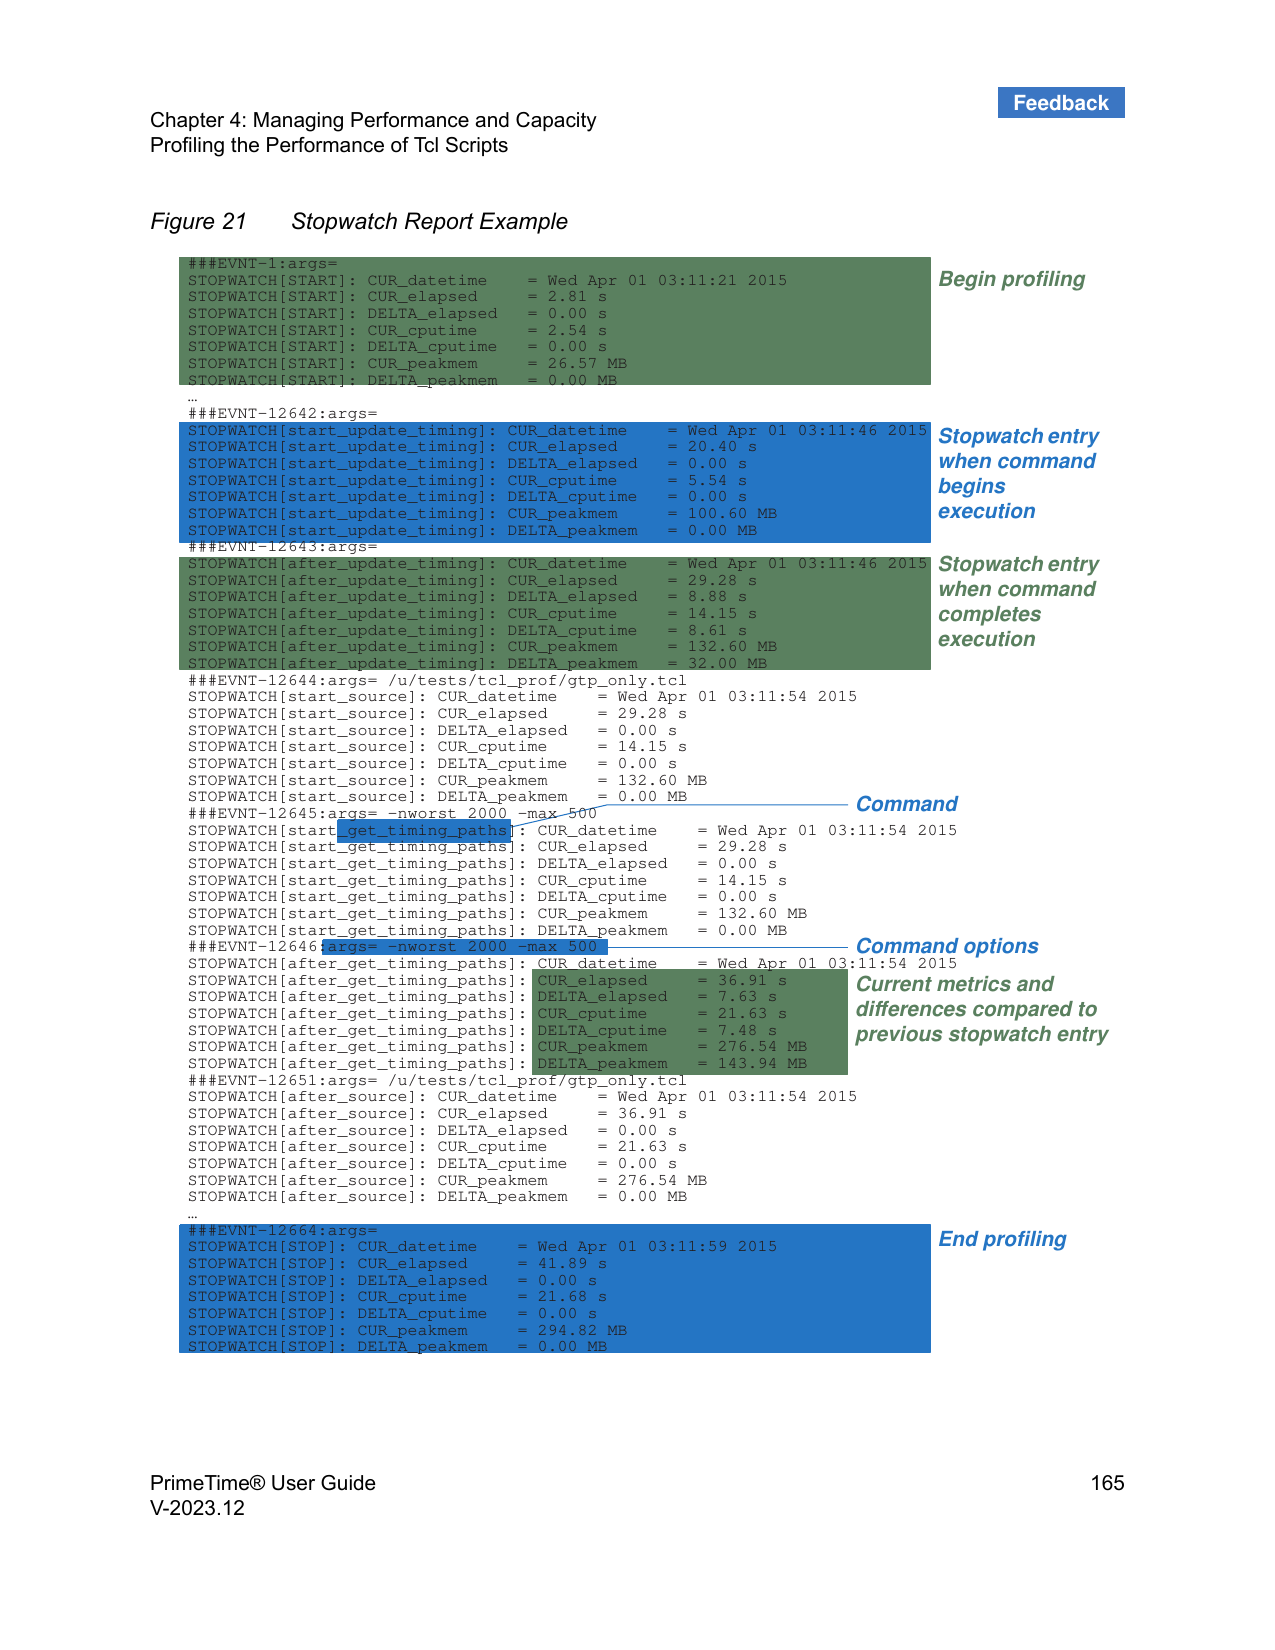 Feedback
Chapter 4: Managing Performance and Capacity
Profiling the Performance of Tcl Scripts
Figure 21 Stopwatch Report Example
###EVNT-1:args=
STOPWATCH[START]: CUR_datetime = Wed Apr 01 03:11:21 2015
Begin profiling
STOPWATCH[START]: CUR_elapsed = 2.81 s
STOPWATCH[START]: DELTA_elapsed = 0.00 s
STOPWATCH[START]: CUR_cputime = 2.54 s
STOPWATCH[START]: DELTA_cputime = 0.00 s
STOPWATCH[START]: CUR_peakmem = 26.57 MB
STOPWATCH[START]: DELTA_peakmem = 0.00 MB
…
###EVNT-12642:args=
STOPWATCH[start_update_timing]: CUR_datetime = Wed Apr 01 03:11:46 2015
STOPWATCH[start_update_timing]: CUR_elapsed = 20.40 s
STOPWATCH[start_update_timing]: DELTA_elapsed = 0.00 s
STOPWATCH[start_update_timing]: CUR_cputime = 5.54 s
STOPWATCH[start_update_timing]: DELTA_cputime = 0.00 s
STOPWATCH[start_update_timing]: CUR_peakmem = 100.60 MB
STOPWATCH[start_update_timing]: DELTA_peakmem = 0.00 MB
Stopwatch entry
when command
begins
execution
###EVNT-12643:args=
STOPWATCH[after_update_timing]: CUR_datetime = Wed Apr 01 03:11:46 2015
STOPWATCH[after_update_timing]: CUR_elapsed = 29.28 s
STOPWATCH[after_update_timing]: DELTA_elapsed = 8.88 s
STOPWATCH[after_update_timing]: CUR_cputime = 14.15 s
STOPWATCH[after_update_timing]: DELTA_cputime = 8.61 s
STOPWATCH[after_update_timing]: CUR_peakmem = 132.60 MB
STOPWATCH[after_update_timing]: DELTA_peakmem = 32.00 MB
Stopwatch entry
when command
completes
execution
###EVNT-12644:args= /u/tests/tcl_prof/gtp_only.tcl
STOPWATCH[start_source]: CUR_datetime = Wed Apr 01 03:11:54 2015
STOPWATCH[start_source]: CUR_elapsed = 29.28 s
STOPWATCH[start_source]: DELTA_elapsed = 0.00 s
STOPWATCH[start_source]: CUR_cputime = 14.15 s
STOPWATCH[start_source]: DELTA_cputime = 0.00 s
STOPWATCH[start_source]: CUR_peakmem = 132.60 MB
STOPWATCH[start_source]: DELTA_peakmem = 0.00 MB
Command
###EVNT-12645:args= -nworst 2000 -max 500
STOPWATCH[start_get_timing_paths]: CUR_datetime = Wed Apr 01 03:11:54 2015
STOPWATCH[start_get_timing_paths]: CUR_elapsed = 29.28 s
STOPWATCH[start_get_timing_paths]: DELTA_elapsed = 0.00 s
STOPWATCH[start_get_timing_paths]: CUR_cputime = 14.15 s
STOPWATCH[start_get_timing_paths]: DELTA_cputime = 0.00 s
STOPWATCH[start_get_timing_paths]: CUR_peakmem = 132.60 MB
STOPWATCH[start_get_timing_paths]: DELTA_peakmem = 0.00 MB
###EVNT-12646:args= -nworst 2000 -max 500
Command options
STOPWATCH[after_get_timing_paths]: CUR_datetime = Wed Apr 01 03:11:54 2015
STOPWATCH[after_get_timing_paths]: CUR_elapsed = 36.91 s
STOPWATCH[after_get_timing_paths]: DELTA_elapsed = 7.63 s
STOPWATCH[after_get_timing_paths]: CUR_cputime = 21.63 s
STOPWATCH[after_get_timing_paths]: DELTA_cputime = 7.48 s
STOPWATCH[after_get_timing_paths]: CUR_peakmem = 276.54 MB
STOPWATCH[after_get_timing_paths]: DELTA_peakmem = 143.94 MB
Current metrics and
differences compared to
previous stopwatch entry
###EVNT-12651:args= /u/tests/tcl_prof/gtp_only.tcl
STOPWATCH[after_source]: CUR_datetime = Wed Apr 01 03:11:54 2015
STOPWATCH[after_source]: CUR_elapsed = 36.91 s
STOPWATCH[after_source]: DELTA_elapsed = 0.00 s
STOPWATCH[after_source]: CUR_cputime = 21.63 s
STOPWATCH[after_source]: DELTA_cputime = 0.00 s
STOPWATCH[after_source]: CUR_peakmem = 276.54 MB
STOPWATCH[after_source]: DELTA_peakmem = 0.00 MB
…
###EVNT-12664:args=
End profiling
STOPWATCH[STOP]: CUR_datetime = Wed Apr 01 03:11:59 2015
STOPWATCH[STOP]: CUR_elapsed = 41.89 s
STOPWATCH[STOP]: DELTA_elapsed = 0.00 s
STOPWATCH[STOP]: CUR_cputime = 21.68 s
STOPWATCH[STOP]: DELTA_cputime = 0.00 s
STOPWATCH[STOP]: CUR_peakmem = 294.82 MB
STOPWATCH[STOP]: DELTA_peakmem = 0.00 MB
PrimeTime® User Guide 165
V-2023.12